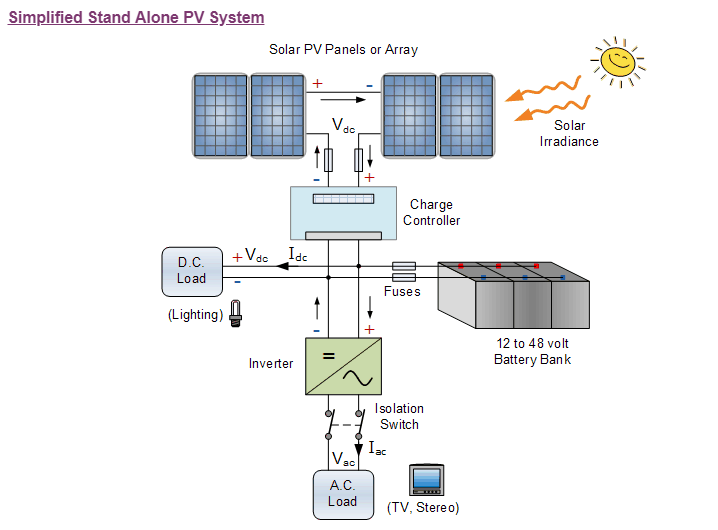 Simplified Stand Alone PV System
Solar PV Panels or Array
+
-
Vdc
Solar
Irradiance
-
+
Charge
Controller
D.C.
Load
+Vdc
Idc
-
Fuses
(Lighting)
12 to 48 volt
Battery Bank
-
+
Inverter
=
Isolation
Switch
Iac
Vac
A.C.
Load
(TV, Stereo)